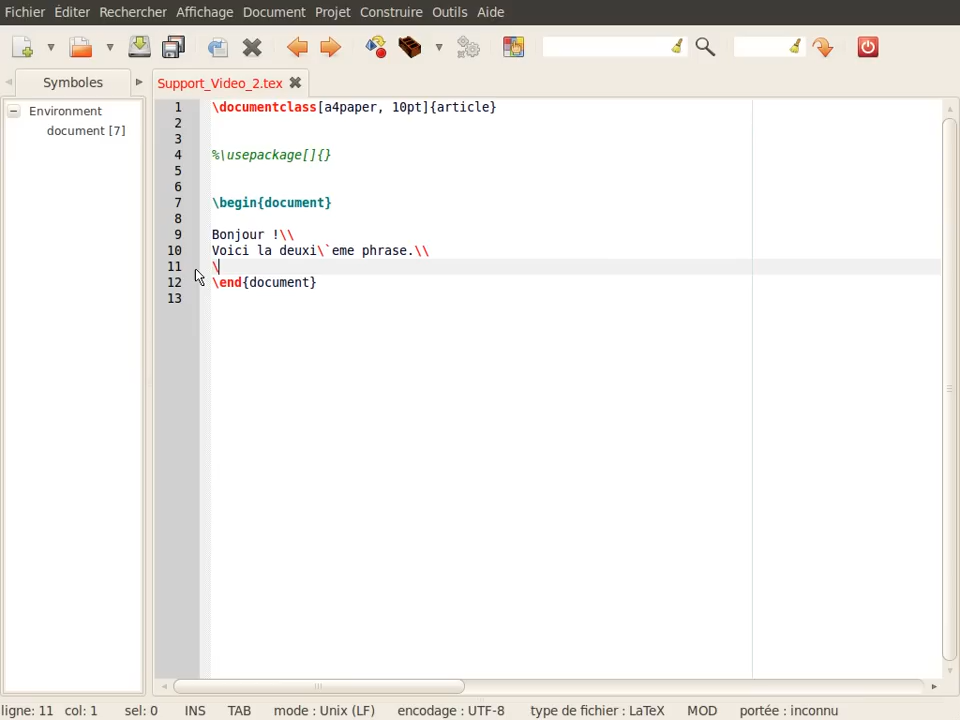 Fichier Éditer Rechercher Affichage Document Projet Construire Outils Aide
Symboles
Support_Video_2.tex
Environment
document [7]
1 \documentclass[a4paper, 10pt]{article}
2
3
4 %\usepackage[]{}
5
6
7 \begin{document}
8
9 Bonjour !\\
10 Voici la deuxi\`eme phrase.\\
11 \
12 \end{document}
13
ligne: 11 col: 1 sel: 0 INS TAB mode : Unix (LF) encodage : UTF-8 type de fichier : LaTeX MOD portée : inconnu